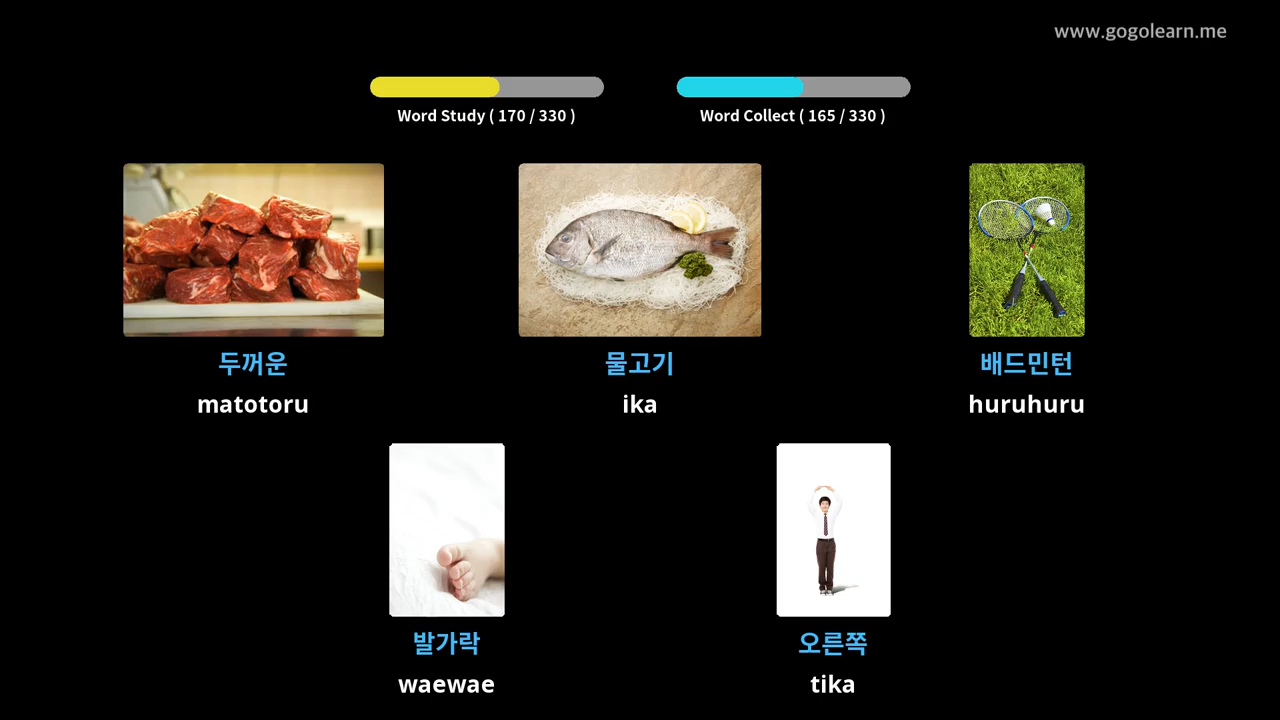 www.gogolearn.me
Word Study ( 170 / 330 )
Word Collect ( 165 / 330 )
두꺼운
matotoru
물고기
ika
배드민턴
huruhuru
발가락
waewae
오른쪽
tika